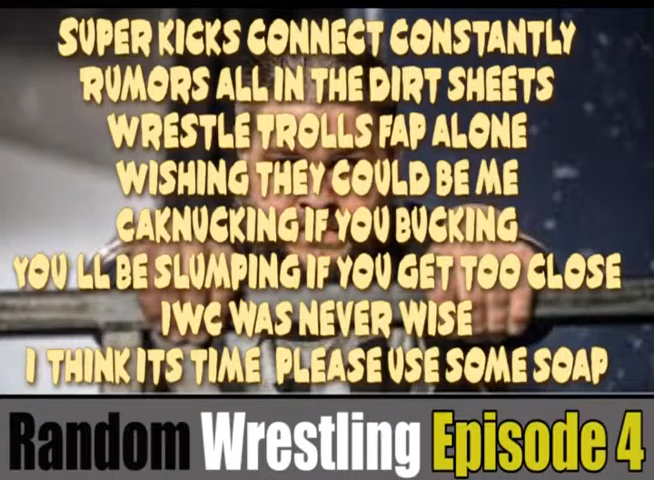 SUPER KICKS CONNECT CONSTANTLY
RUMORS ALL IN THE DIRT SHEETS
WRESTLE TROLLS FAP ALONE
WISHING THEY COULD BE ME
CAKNUCKING IF YOU BUCKING
YOU LL BE SLUMPING IF YOU GET TOO CLOSE
IWC WAS NEVER WISE
I THINK ITS TIME PLEASE USE SOME SOAP
Random Wrestling Episode 4